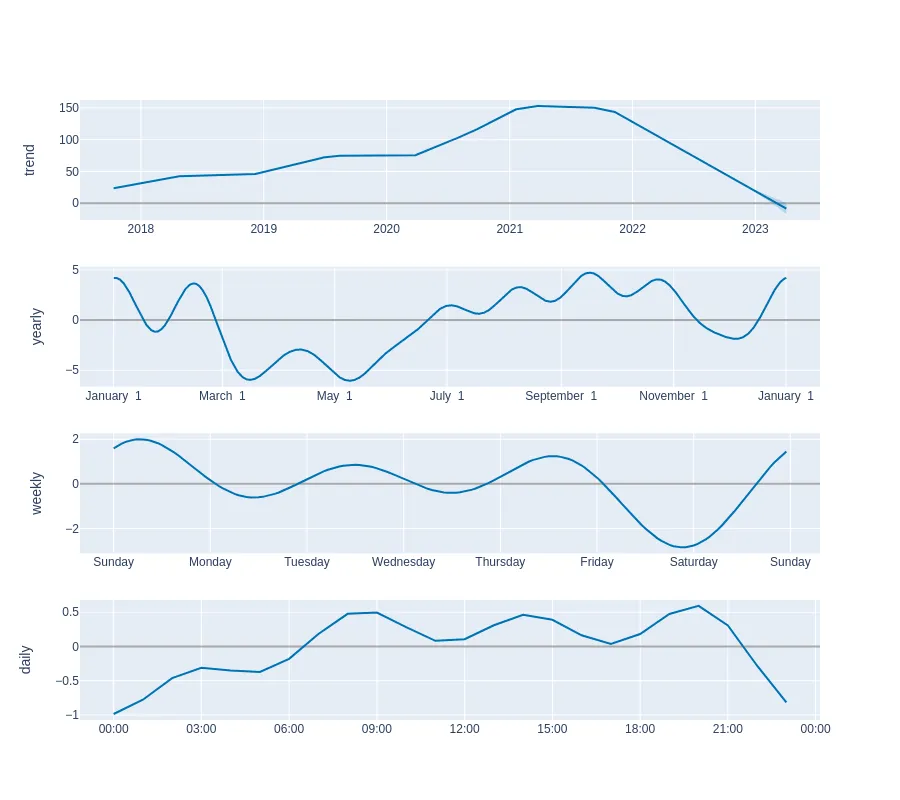 150
100
50
0
trend
2018 2019 2020 2021 2022 2023
5
0
−5
yearly
January 1 March 1 May 1 July 1 September 1 November 1 January 1
2
0
−2
weekly
Sunday Monday Tuesday Wednesday Thursday Friday Saturday Sunday
0.5
0
−0.5
−1
daily
00:00 03:00 06:00 09:00 12:00 15:00 18:00 21:00 00:00